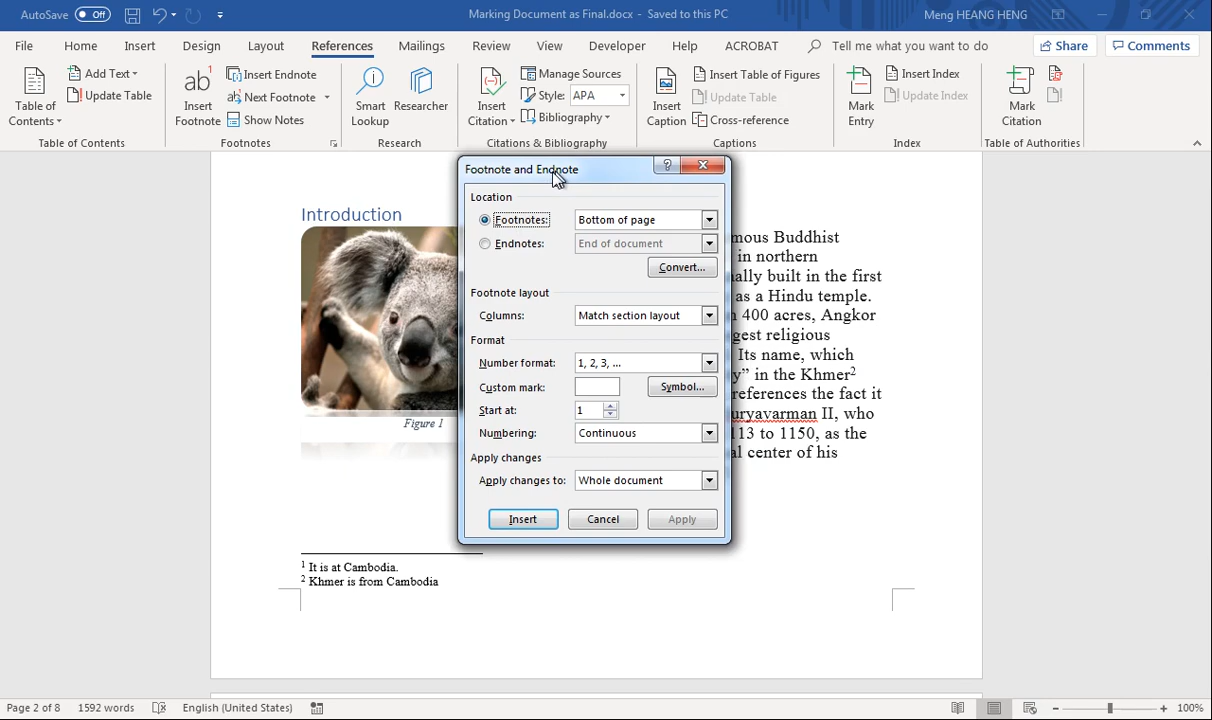 AutoSave Off Marking Document as Final.docx - Saved to this PC Meng HEANG HENG
File Home Insert Design Layout References Mailings Review View Developer Help ACROBAT Tell me what you want to do Share Comments
Table of Contents
Add Text
Update Table
Table of Contents
ab1
Insert Footnote
Insert Endnote
Next Footnote
Show Notes
Footnotes
Smart Lookup
Researcher
Research
Insert Citation
Manage Sources
Style: APA
Bibliography
Citations & Bibliography
Insert Caption
Insert Table of Figures
Update Table
Cross-reference
Captions
Mark Entry
Insert Index
Update Index
Index
Mark Citation
Table of Authorities
Footnote and Endnote
Location
Footnotes: Bottom of page
Endnotes: End of document
Convert...
Footnote layout
Columns: Match section layout
Format
Number format: 1, 2, 3, ...
Custom mark: Symbol...
Start at: 1
Numbering: Continuous
Apply changes
Apply changes to: Whole document
Insert Cancel Apply
Introduction
Figure 1
mous Buddhist
in northern
nally built in the first
as a Hindu temple.
400 acres, Angkor
gest religious
Its name, which
y” in the Khmer2
references the fact it
uryavarman II, who
113 to 1150, as the
al center of his
1 It is at Cambodia.
2 Khmer is from Cambodia
Page 2 of 8 1592 words English (United States) 100%